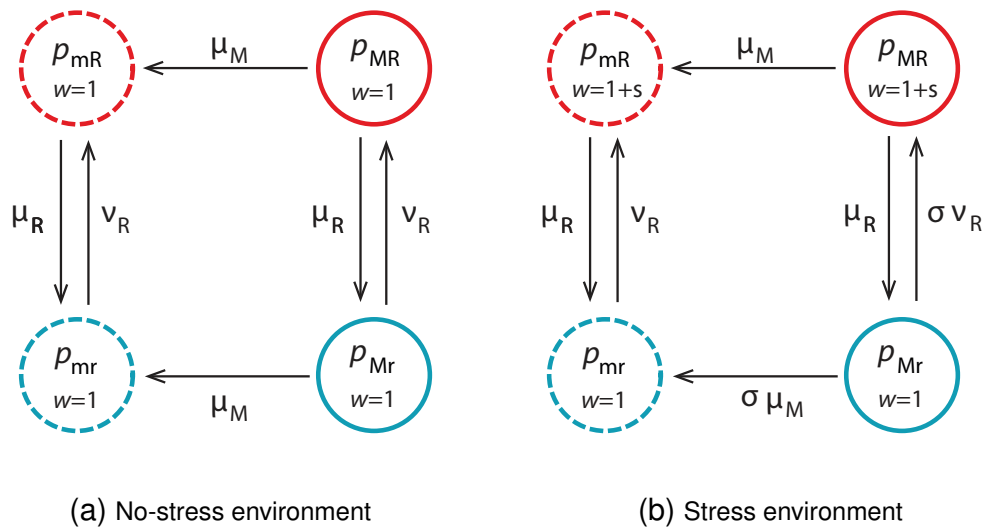 p_mR
w=1
μ_M
p_MR
w=1
μ_R
ν_R
μ_R
ν_R
p_mr
w=1
μ_M
p_Mr
w=1
(a) No-stress environment
p_mR
w=1+s
μ_M
p_MR
w=1+s
μ_R
ν_R
μ_R
σ ν_R
p_mr
w=1
σ μ_M
p_Mr
w=1
(b) Stress environment